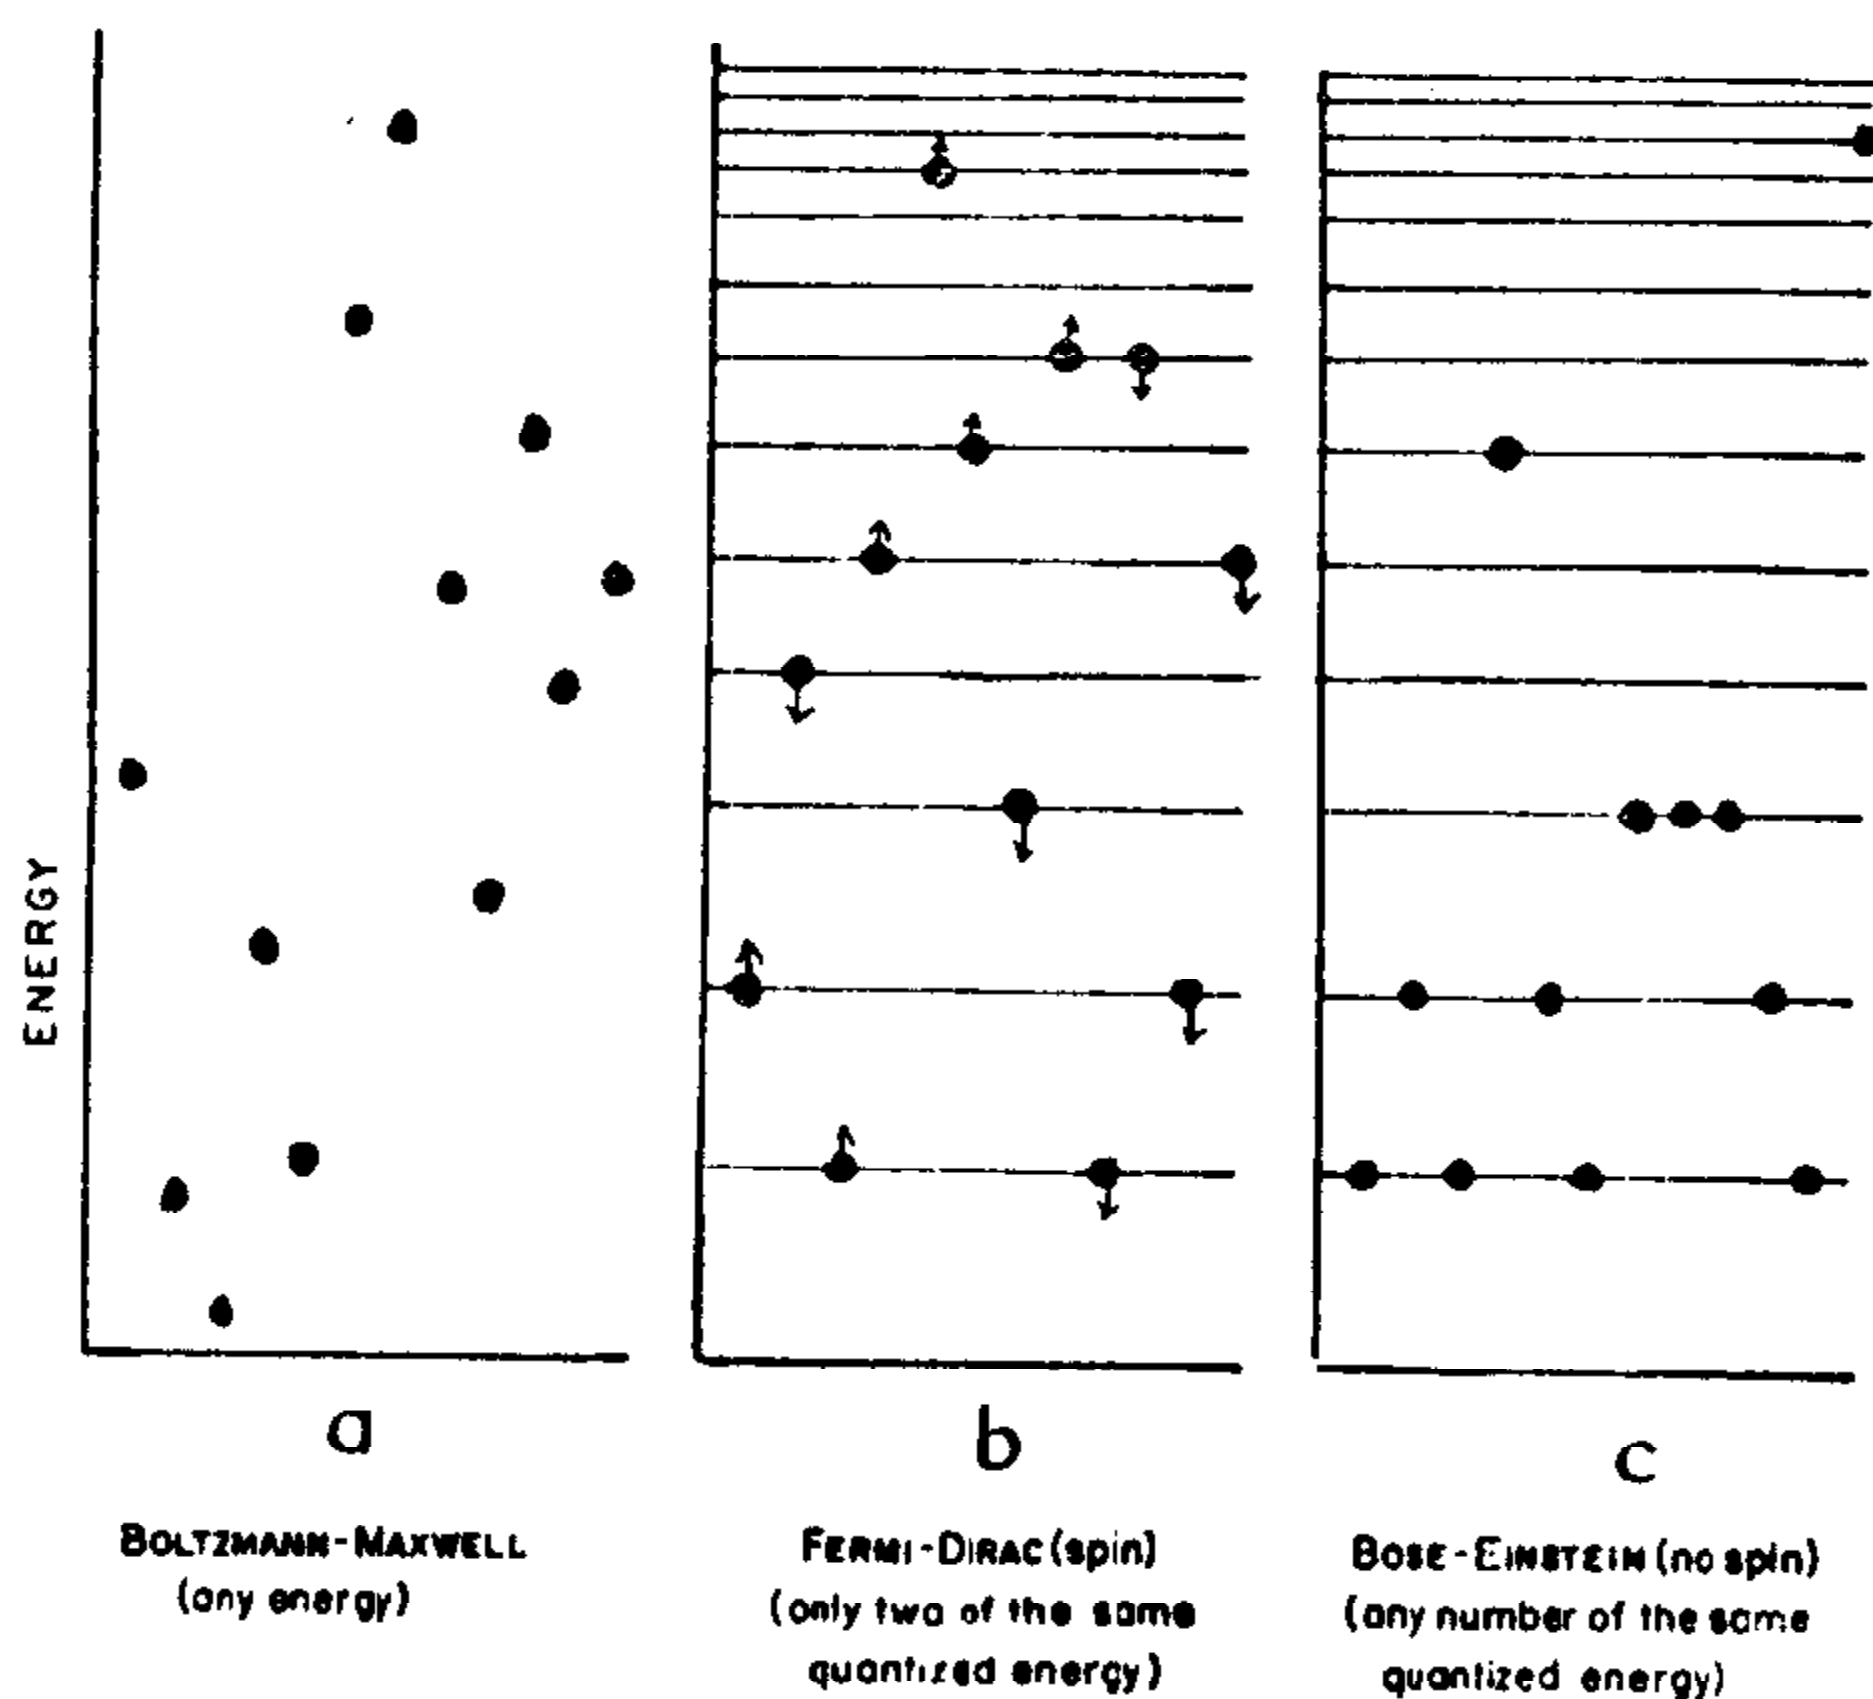 ENERGY
a
b
c
BOLTZMANN-MAXWELL
(any energy)
FERMI-DIRAC (spin)
(only two of the same
quantized energy)
BOSE-EINSTEIN (no spin)
(any number of the same
quantized energy)